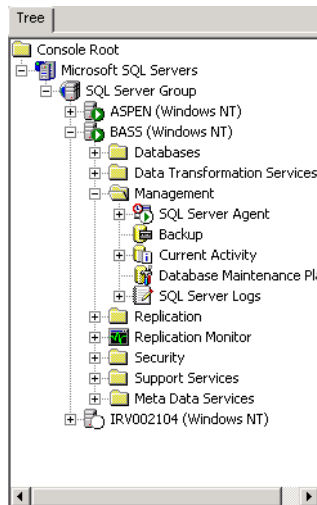 Tree
Console Root
Microsoft SQL Servers
SQL Server Group
ASPEN (Windows NT)
BASS (Windows NT)
Databases
Data Transformation Services
Management
SQL Server Agent
Backup
Current Activity
Database Maintenance Pla
SQL Server Logs
Replication
Replication Monitor
Security
Support Services
Meta Data Services
IRV002104 (Windows NT)